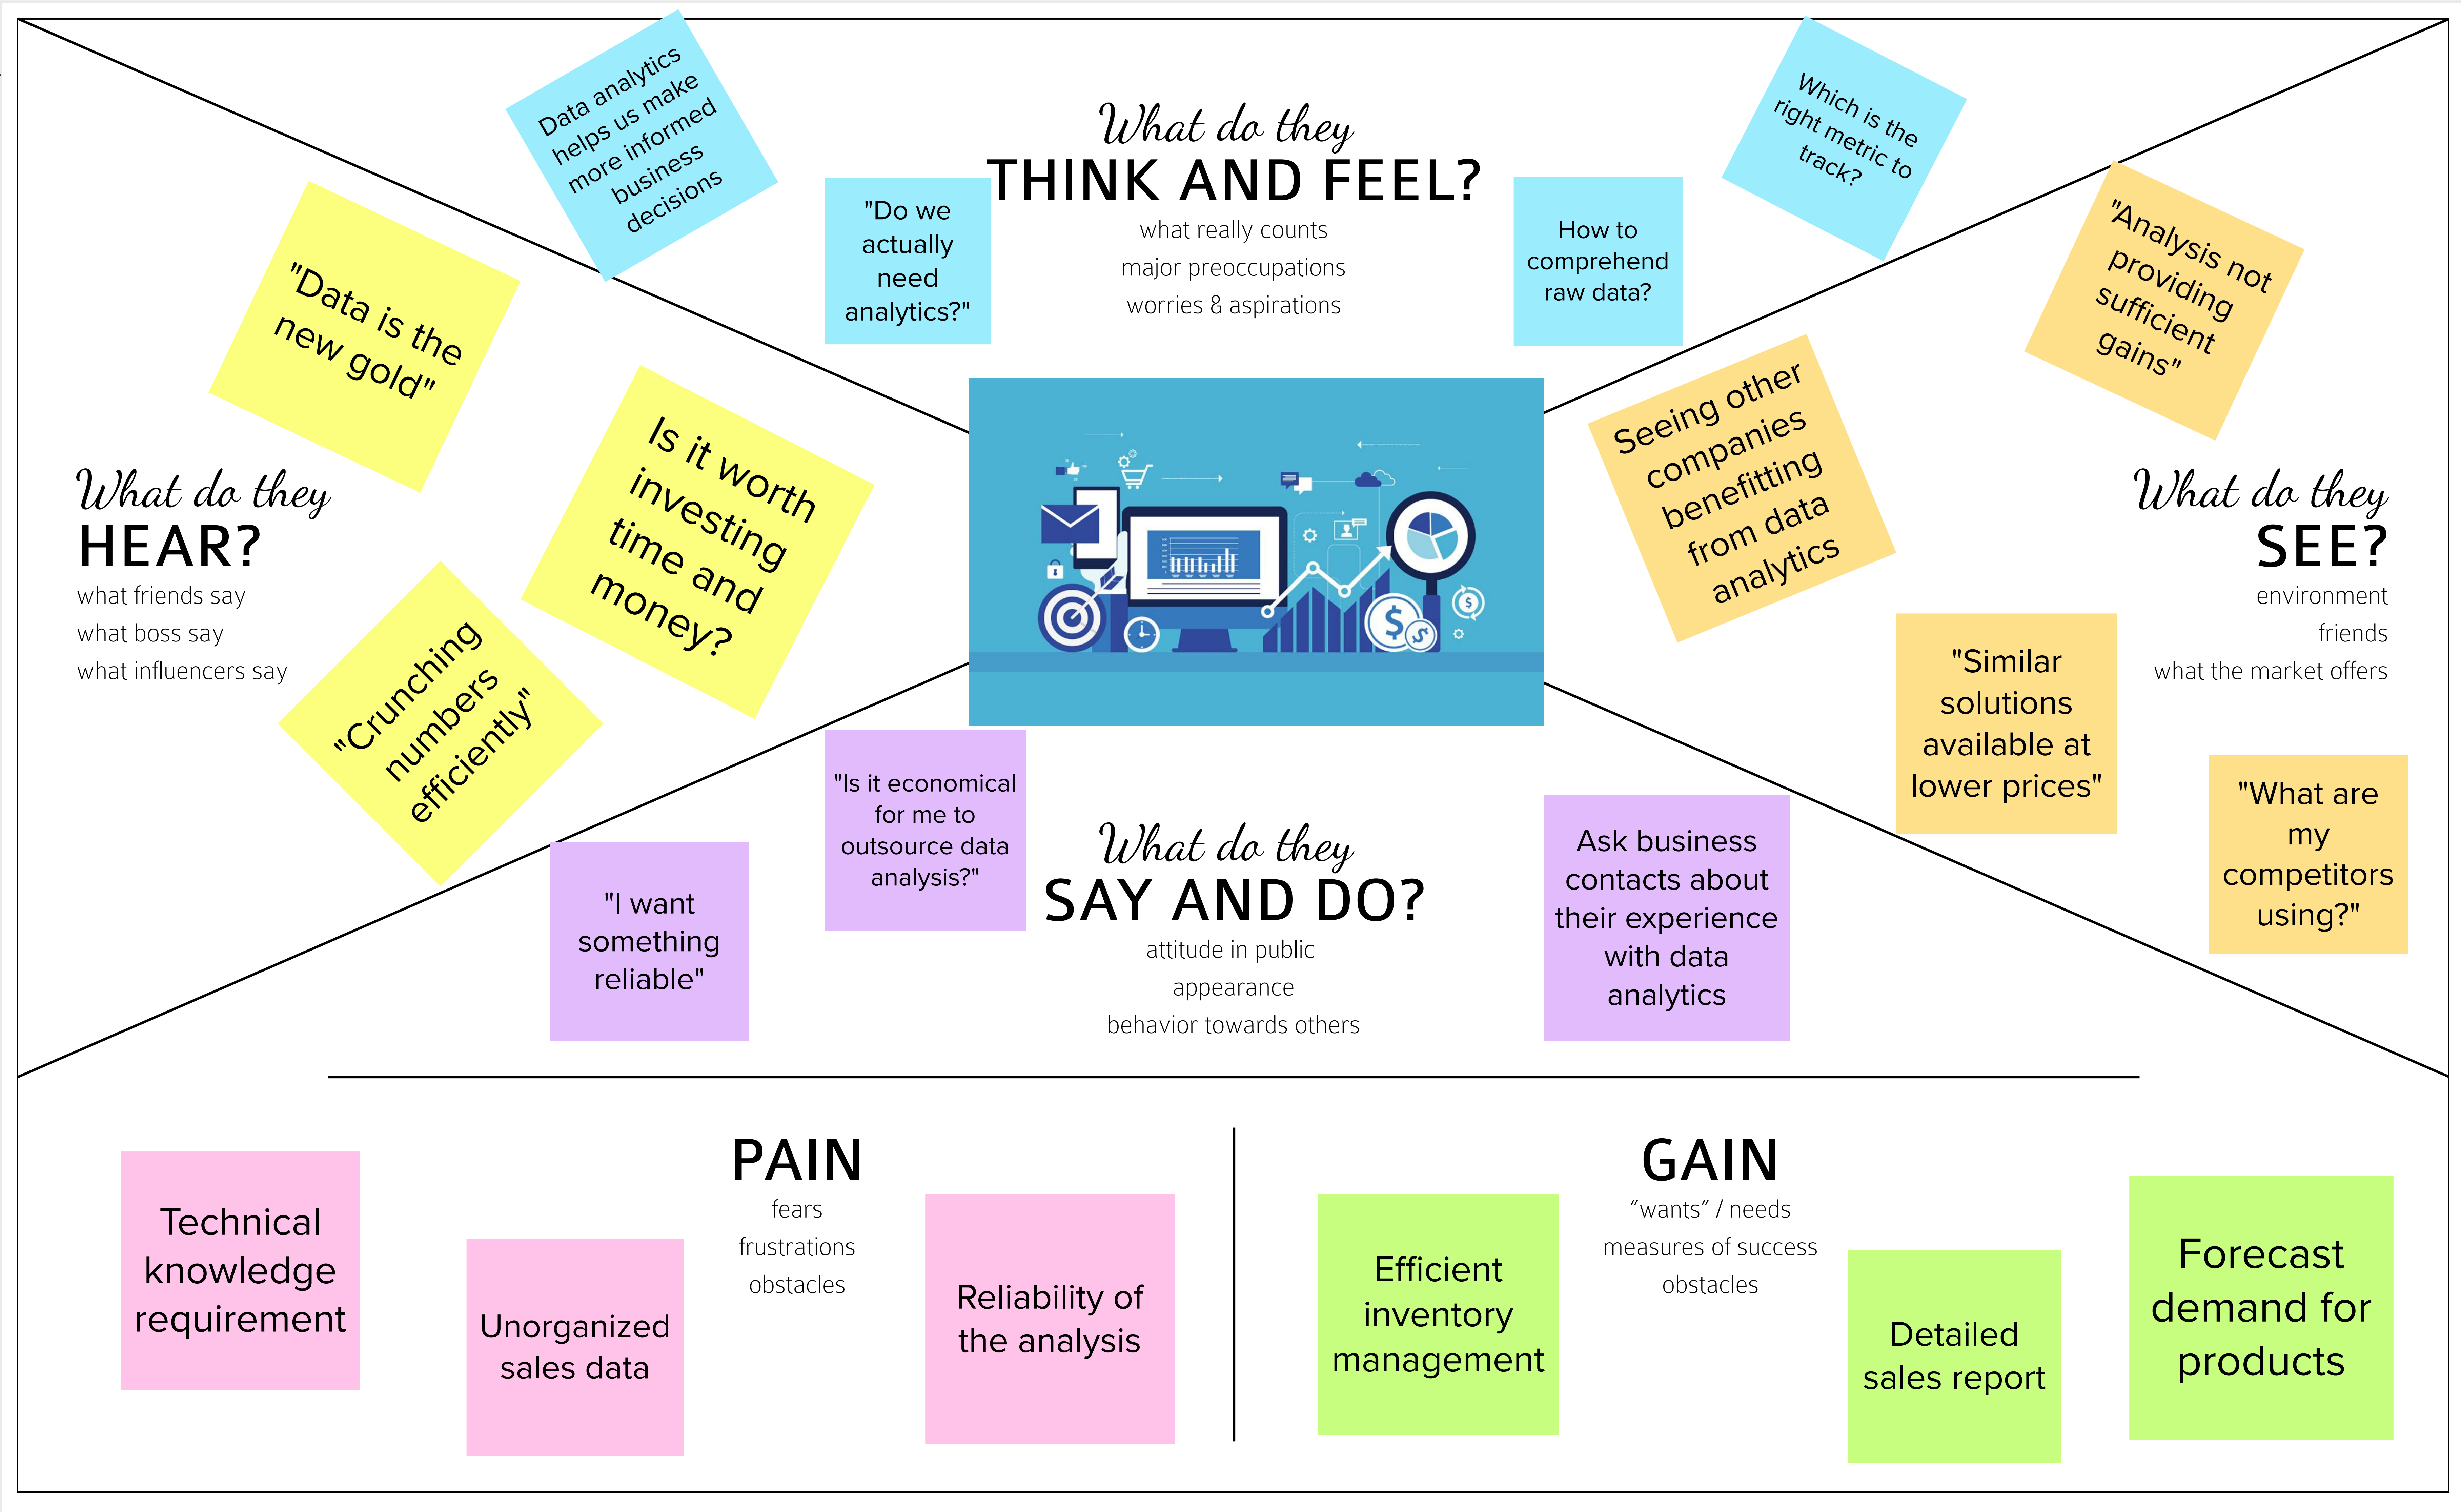 Data analytics
helps us make
more informed
business
decisions
What do they
THINK AND FEEL?
what really counts
major preoccupations
worries & aspirations
"Do we
actually
need
analytics?"
How to
comprehend
raw data?
Which is the
right metric to
track?
"Data is the
new gold"
Is it worth
investing
time and
money?
"Crunching
numbers
efficiently"
What do they
HEAR?
what friends say
what boss say
what influencers say
"Analysis not
providing
sufficient
gains"
Seeing other
companies
benefitting
from data
analytics
What do they
SEE?
environment
friends
what the market offers
"Similar
solutions
available at
lower prices"
"What are
my
competitors
using?"
"I want
something
reliable"
"Is it economical
for me to
outsource data
analysis?"
What do they
SAY AND DO?
attitude in public
appearance
behavior towards others
Ask business
contacts about
their experience
with data
analytics
PAIN
fears
frustrations
obstacles
Technical
knowledge
requirement
Unorganized
sales data
Reliability of
the analysis
GAIN
“wants” / needs
measures of success
obstacles
Efficient
inventory
management
Detailed
sales report
Forecast
demand for
products